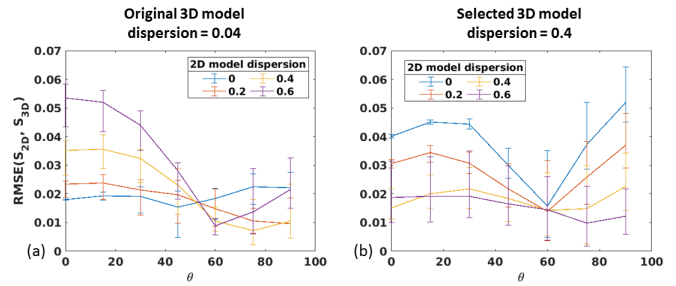 Original 3D model
dispersion = 0.04
Selected 3D model
dispersion = 0.4
RMSE(S2D, S3D)
0.07
0.06
0.05
0.04
0.03
0.02
0.01
0
2D model dispersion
0 0.4
0.2 0.6
0 20 40 60 80 100
θ
(a)
0.07
0.06
0.05
0.04
0.03
0.02
0.01
0
2D model dispersion
0 0.4
0.2 0.6
0 20 40 60 80 100
θ
(b)